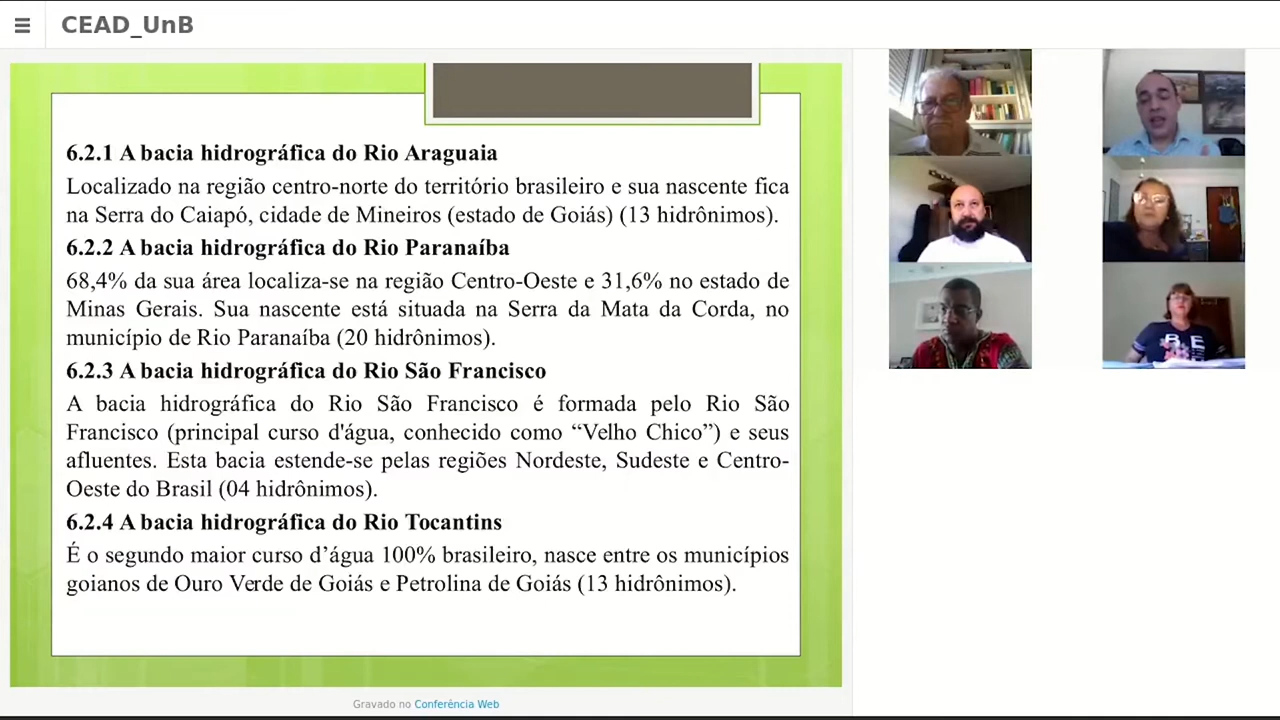 CEAD_UnB
6.2.1 A bacia hidrográfica do Rio Araguaia
Localizado na região centro-norte do território brasileiro e sua nascente fica
na Serra do Caiapó, cidade de Mineiros (estado de Goiás) (13 hidrônimos).
6.2.2 A bacia hidrográfica do Rio Paranaíba
68,4% da sua área localiza-se na região Centro-Oeste e 31,6% no estado de
Minas Gerais. Sua nascente está situada na Serra da Mata da Corda, no
município de Rio Paranaíba (20 hidrônimos).
6.2.3 A bacia hidrográfica do Rio São Francisco
A bacia hidrográfica do Rio São Francisco é formada pelo Rio São
Francisco (principal curso d'água, conhecido como “Velho Chico”) e seus
afluentes. Esta bacia estende-se pelas regiões Nordeste, Sudeste e Centro-
Oeste do Brasil (04 hidrônimos).
6.2.4 A bacia hidrográfica do Rio Tocantins
É o segundo maior curso d’água 100% brasileiro, nasce entre os municípios
goianos de Ouro Verde de Goiás e Petrolina de Goiás (13 hidrônimos).
Gravado no Conferência Web